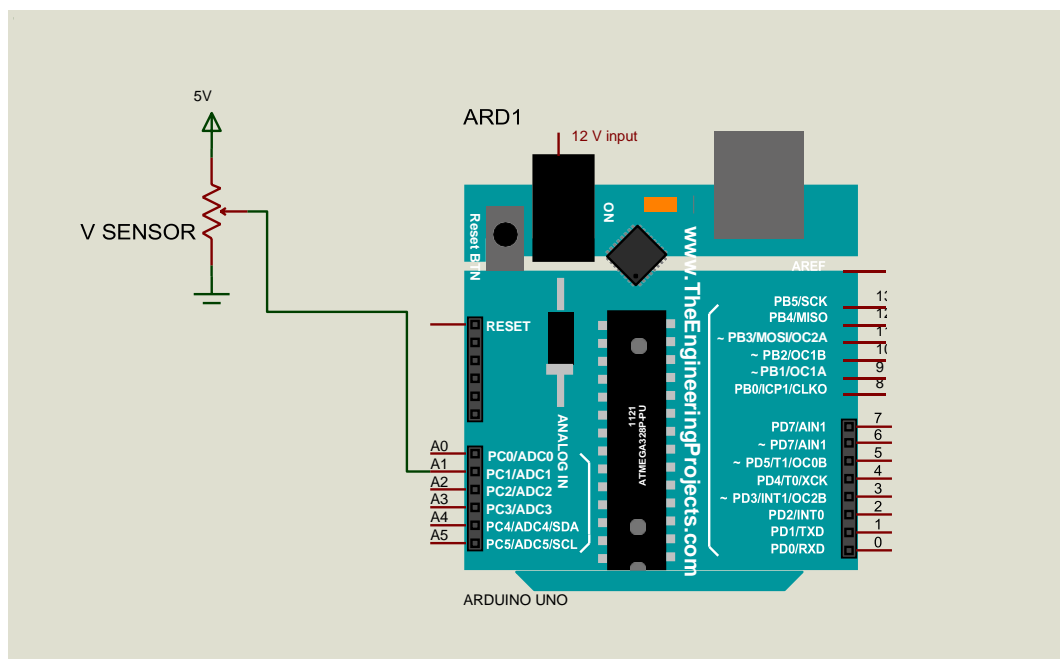 5V
V SENSOR
ARD1
12 V input
ON
Reset BTN
www.TheEngineeringProjects.com
AREF
PB5/SCK
13
PB4/MISO
12
~ PB3/MOSI/OC2A
11
~ PB2/OC1B
10
~ PB1/OC1A
9
PB0/ICP1/CLKO
8
RESET
1121
ATMEGA328P-PU
ANALOG IN
PD7/AIN1
7
~ PD7/AIN1
6
~ PD5/T1/OC0B
5
PD4/T0/XCK
4
~ PD3/INT1/OC2B
3
PD2/INT0
2
PD1/TXD
1
PD0/RXD
0
A0
PC0/ADC0
A1
PC1/ADC1
A2
PC2/ADC2
A3
PC3/ADC3
A4
PC4/ADC4/SDA
A5
PC5/ADC5/SCL
ARDUINO UNO